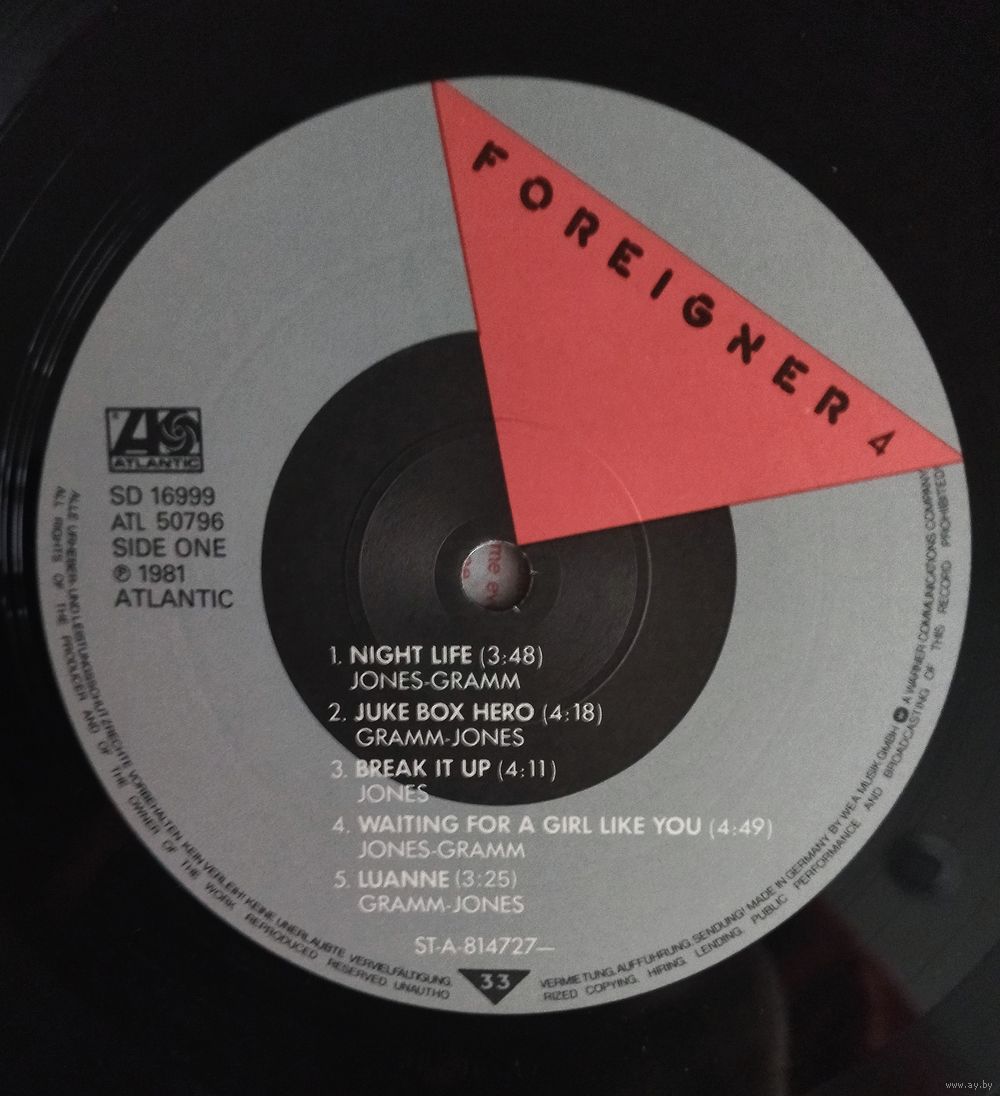 FOREIGNER 4
ATLANTIC
SD 16999
ATL 50796
SIDE ONE
℗ 1981
ATLANTIC
1. NIGHT LIFE (3:48)
JONES-GRAMM
2. JUKE BOX HERO (4:18)
GRAMM-JONES
3. BREAK IT UP (4:11)
JONES
4. WAITING FOR A GIRL LIKE YOU (4:49)
JONES-GRAMM
5. LUANNE (3:25)
GRAMM-JONES
ST-A-814727—
33
ALLE URHEBER- UND LEISTUNGSSCHUTZRECHTE VORBEHALTEN. KEIN VERLEIH! KEINE UNERLAUBTE VERVIELFÄLTIGUNG, VERMIETUNG, AUFFÜHRUNG, SENDUNG! MADE IN GERMANY BY WEA MUSIK GMBH A WARNER COMMUNICATIONS COMPANY
ALL RIGHTS OF THE PRODUCER AND OF THE OWNER OF THE WORK REPRODUCED RESERVED. UNAUTHORIZED COPYING, HIRING, LENDING, PUBLIC PERFORMANCE AND BROADCASTING OF THIS RECORD PROHIBITED
me ev
www.ay.by